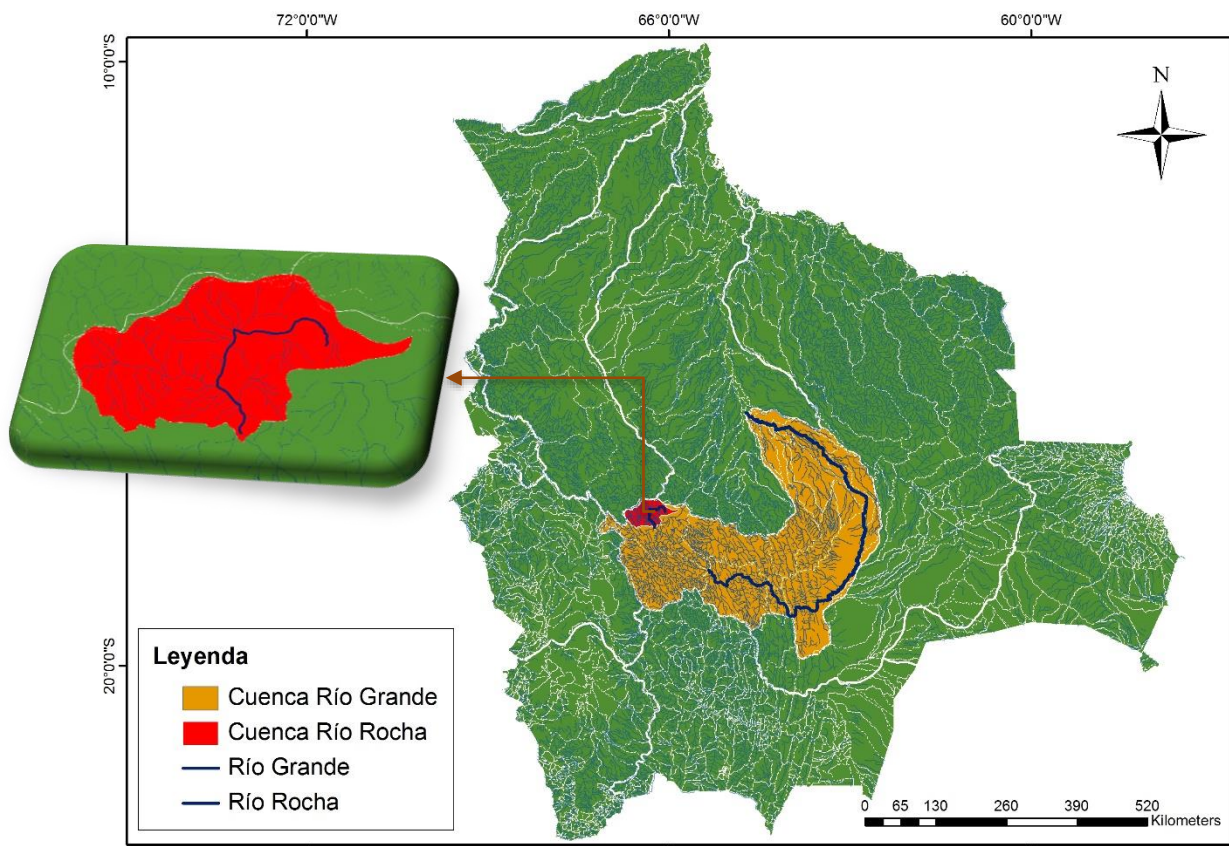 72°0'0"W 66°0'0"W 60°0'0"W
10°0'0"S
N
20°0'0"S
Leyenda
Cuenca Río Grande
Cuenca Río Rocha
Río Grande
Río Rocha
0 65 130 260 390 520
Kilometers